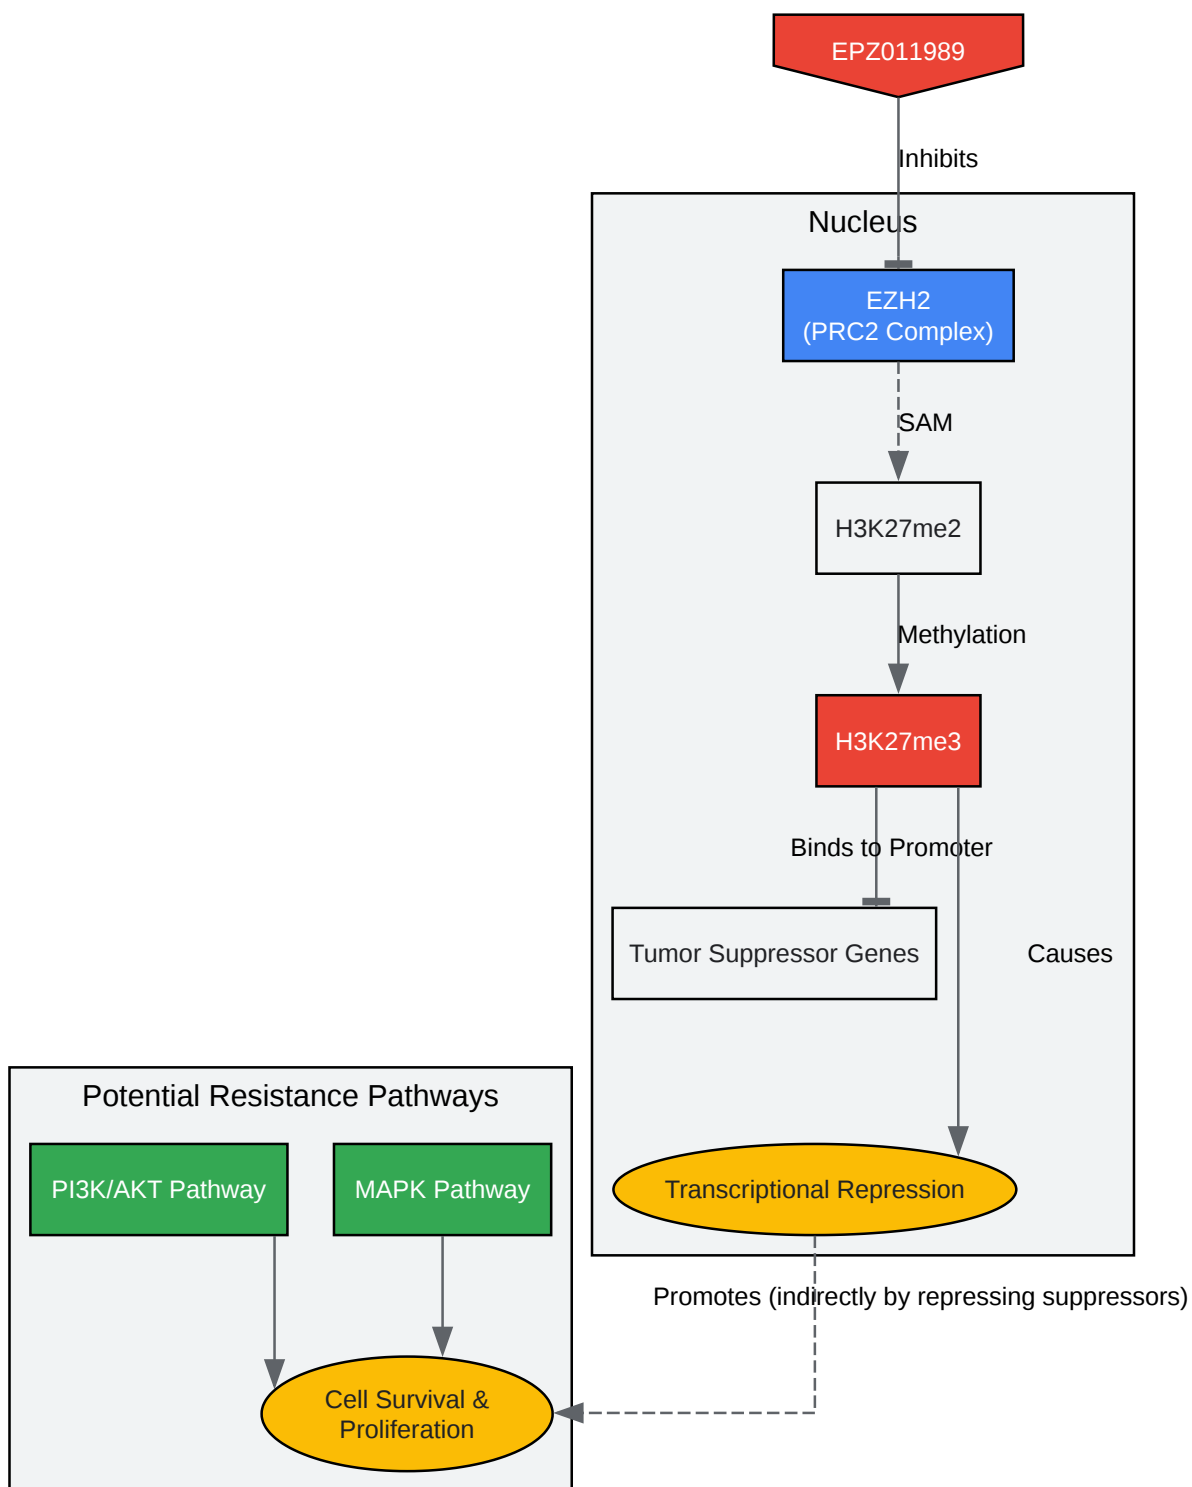 EPZ011989
Inhibits
Nucleus
EZH2
(PRC2 Complex)
SAM
H3K27me2
Methylation
H3K27me3
Binds to Promoter
Tumor Suppressor Genes
Causes
Potential Resistance Pathways
PI3K/AKT Pathway
MAPK Pathway
Transcriptional Repression
Promotes (indirectly by repressing suppressors)
Cell Survival &
Proliferation